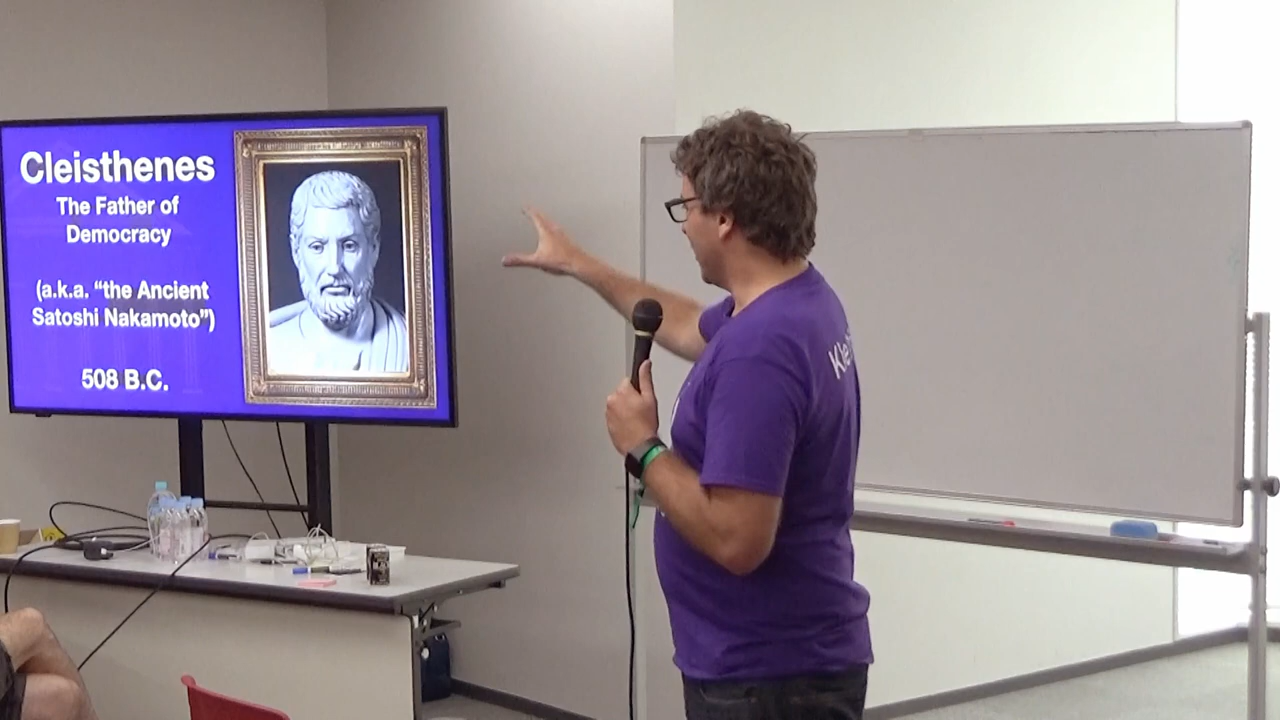 Cleisthenes
The Father of
Democracy
(a.k.a. “the Ancient
Satoshi Nakamoto”)
508 B.C.